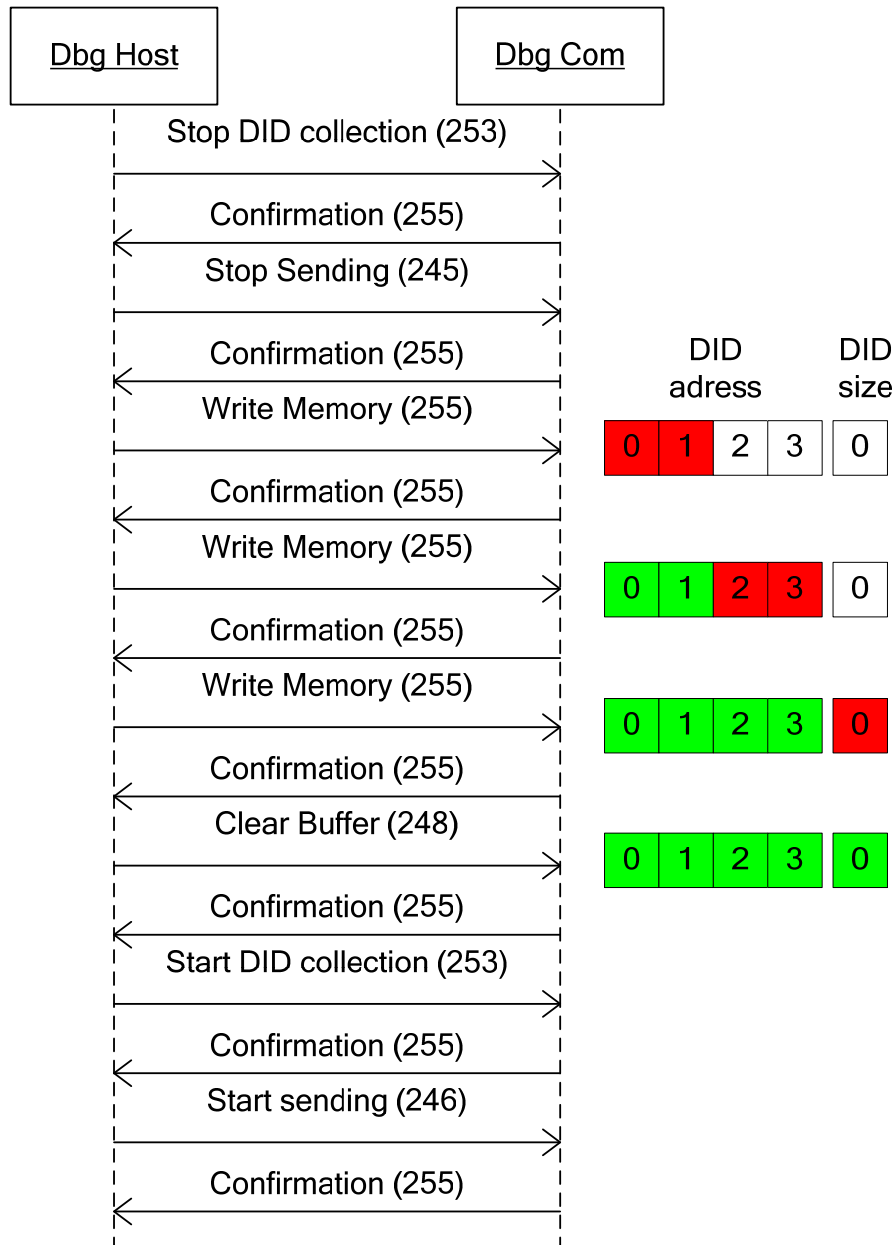 Dbg Host
Dbg Com
Stop DID collection (253)
Confirmation (255)
Stop Sending (245)
Confirmation (255)
DID
adress
DID
size
Write Memory (255)
0 1 2 3 0
Confirmation (255)
Write Memory (255)
0 1 2 3 0
Confirmation (255)
Write Memory (255)
0 1 2 3 0
Confirmation (255)
Clear Buffer (248)
0 1 2 3 0
Confirmation (255)
Start DID collection (253)
Confirmation (255)
Start sending (246)
Confirmation (255)